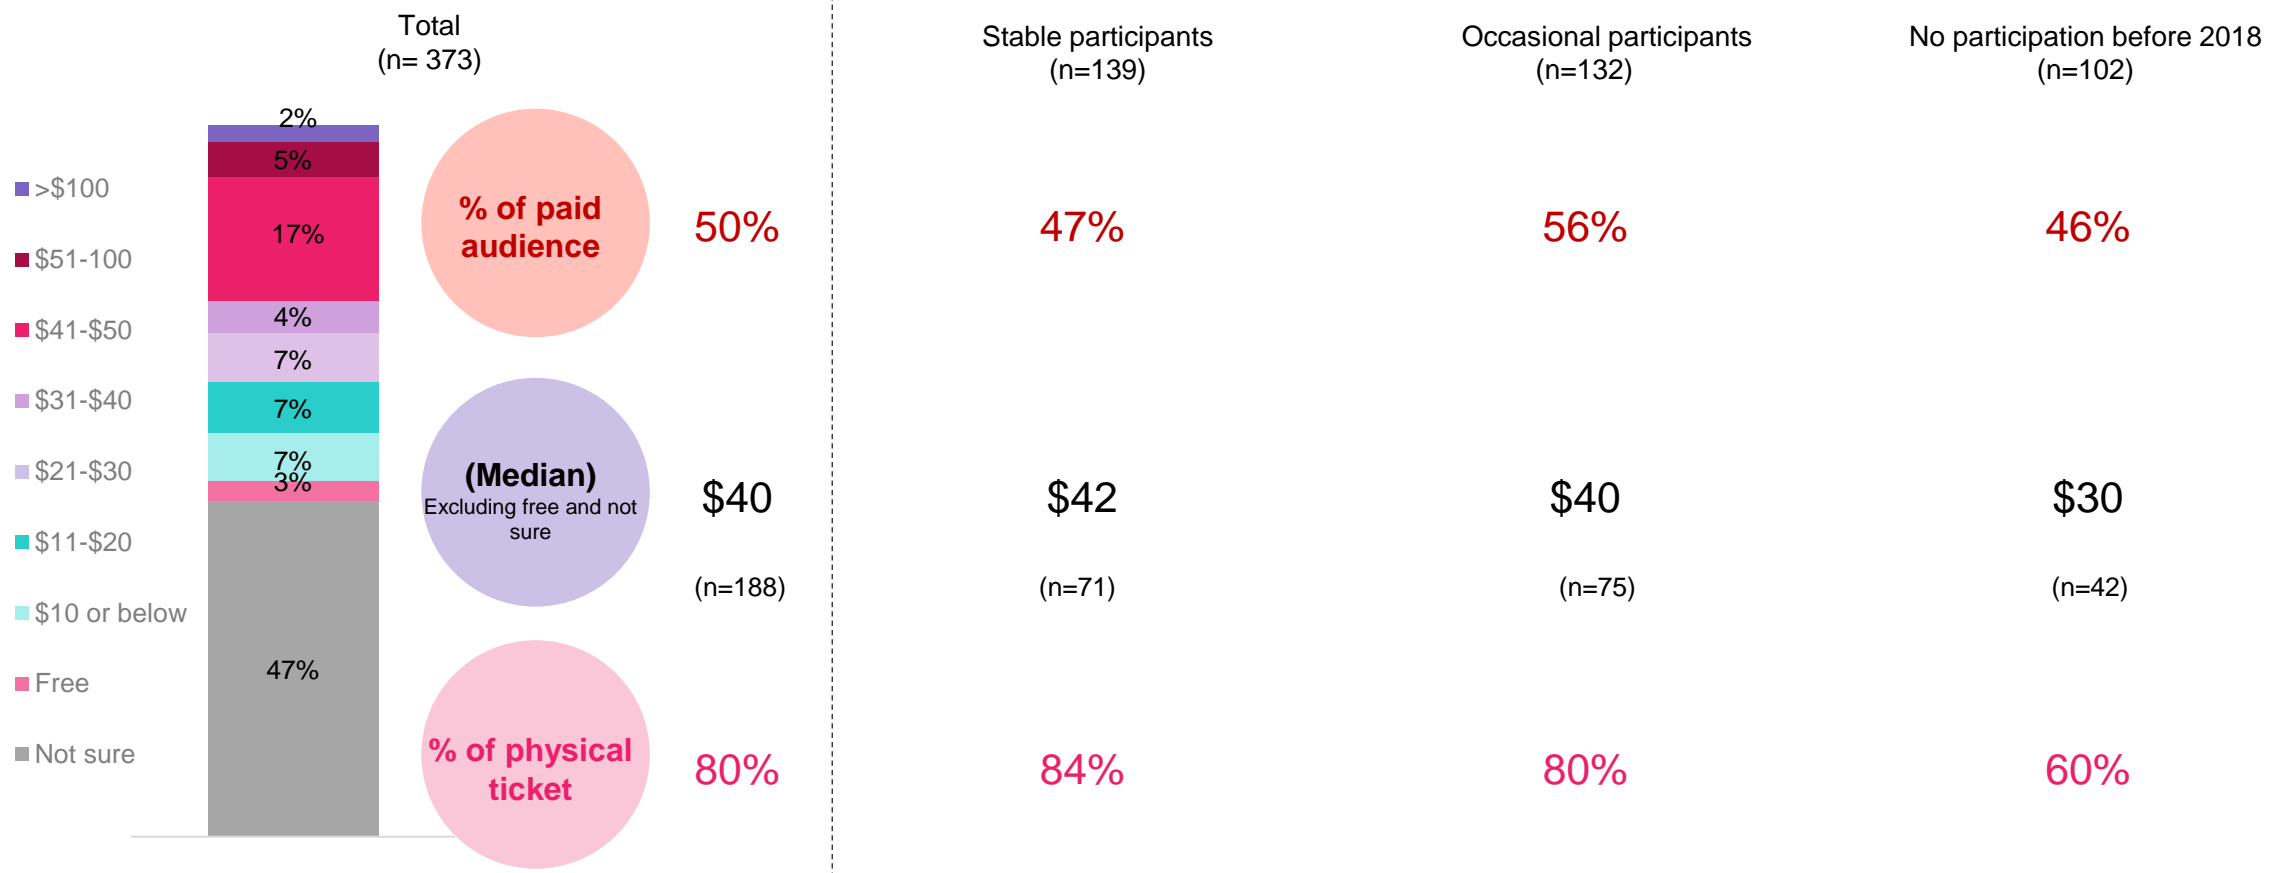 Total
(n= 373)
Stable participants
(n=139)
Occasional participants
(n=132)
No participation before 2018
(n=102)
>$100
$51-100
$41-$50
$31-$40
$21-$30
$11-$20
$10 or below
Free
Not sure
2%
5%
17%
4%
7%
7%
7%
3%
47%
% of paid
audience
50%
47%
56%
46%
(Median)
Excluding free and not
sure
$40
$42
$40
$30
(n=188)
(n=71)
(n=75)
(n=42)
% of physical
ticket
80%
84%
80%
60%